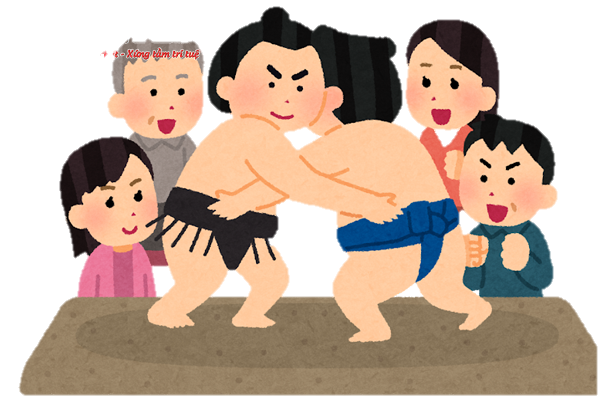 - Xứng tầm trí tuệ